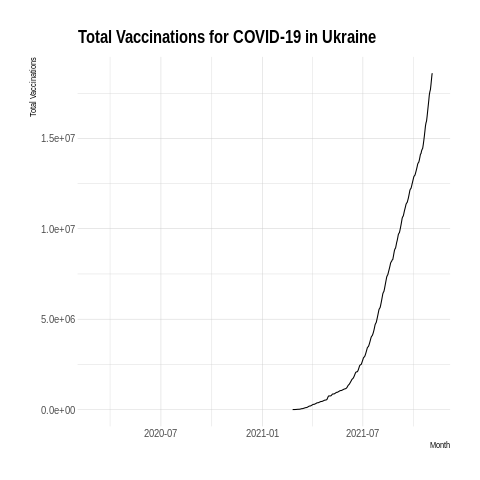 Total Vaccinations for COVID-19 in Ukraine
Total Vaccinations
1.5e+07
1.0e+07
5.0e+06
0.0e+00
2020-07
2021-01
2021-07
Month